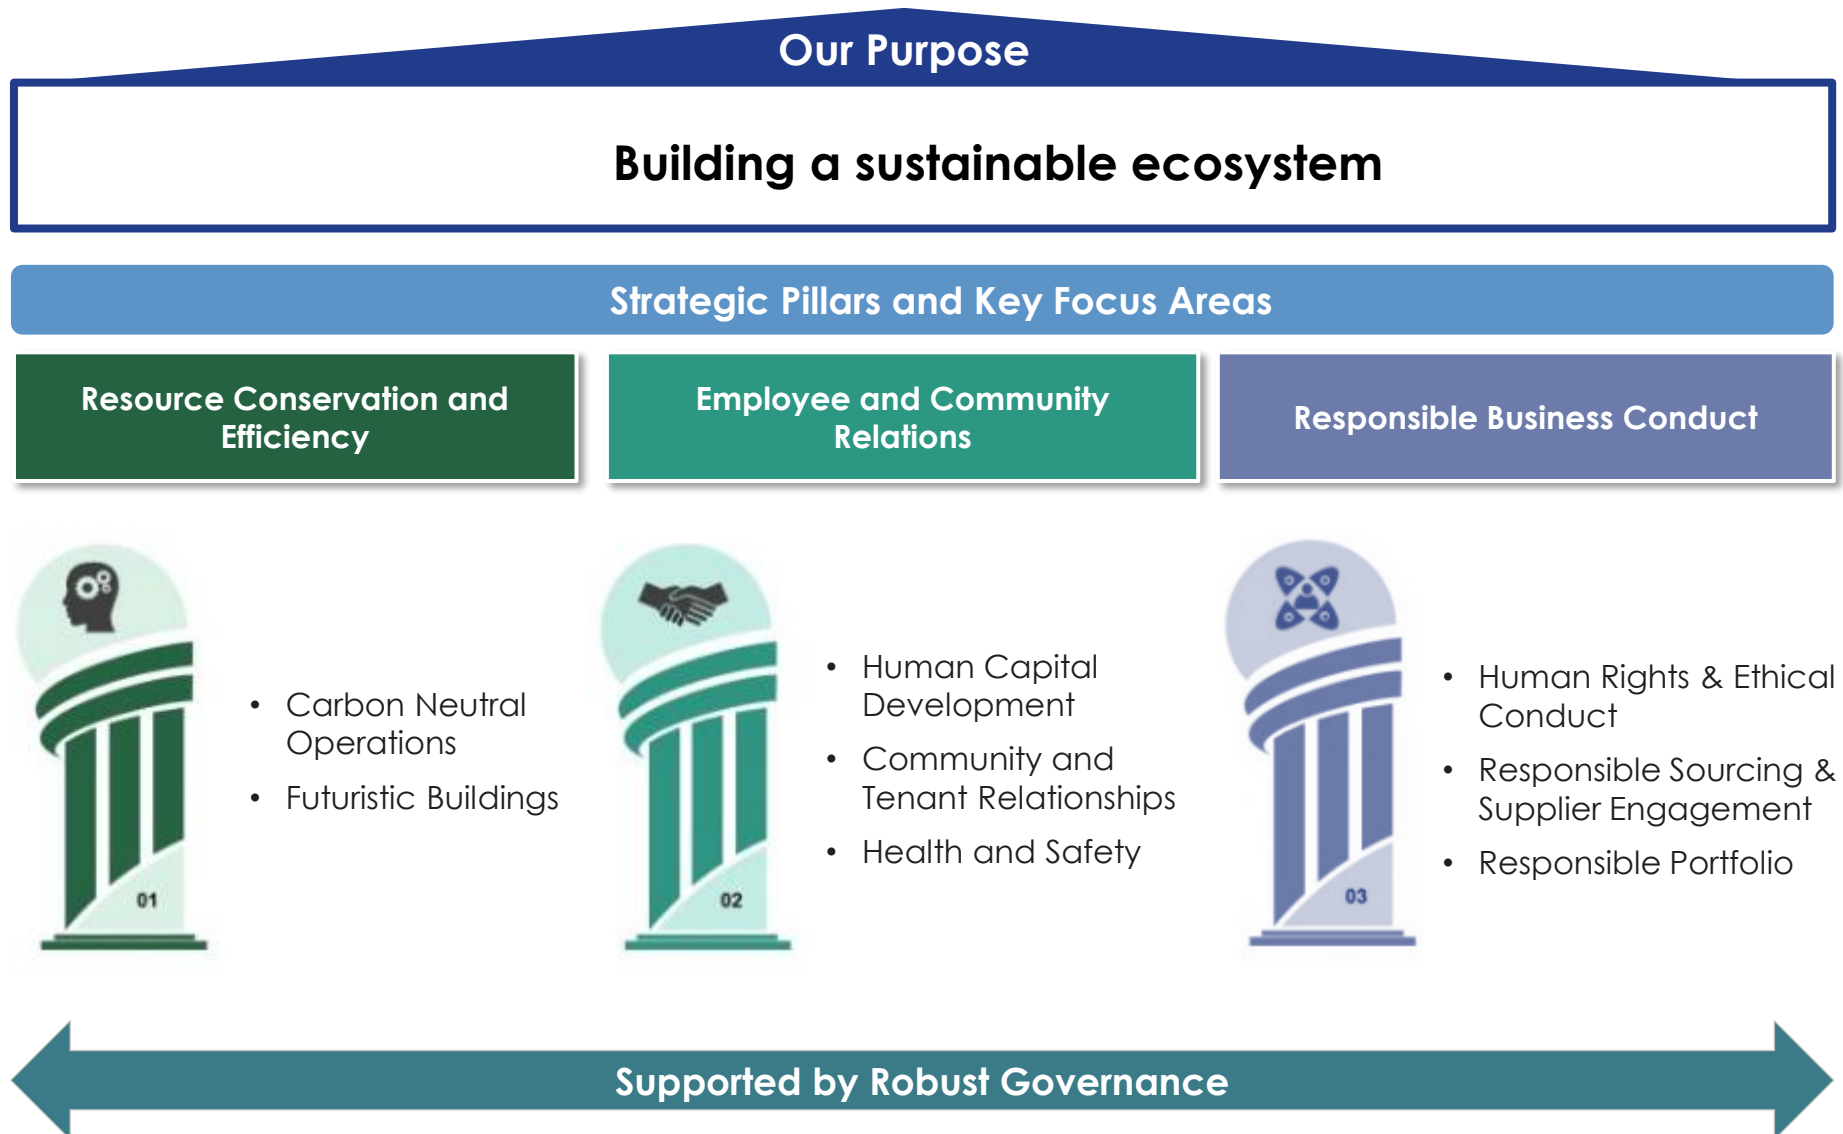 Our Purpose
Building a sustainable ecosystem
Strategic Pillars and Key Focus Areas
Resource Conservation and
Efficiency
Employee and Community
Relations
Responsible Business Conduct
01
• Carbon Neutral
Operations
• Futuristic Buildings
02
• Human Capital
Development
• Community and
Tenant Relationships
• Health and Safety
03
• Human Rights & Ethical
Conduct
• Responsible Sourcing &
Supplier Engagement
• Responsible Portfolio
Supported by Robust Governance